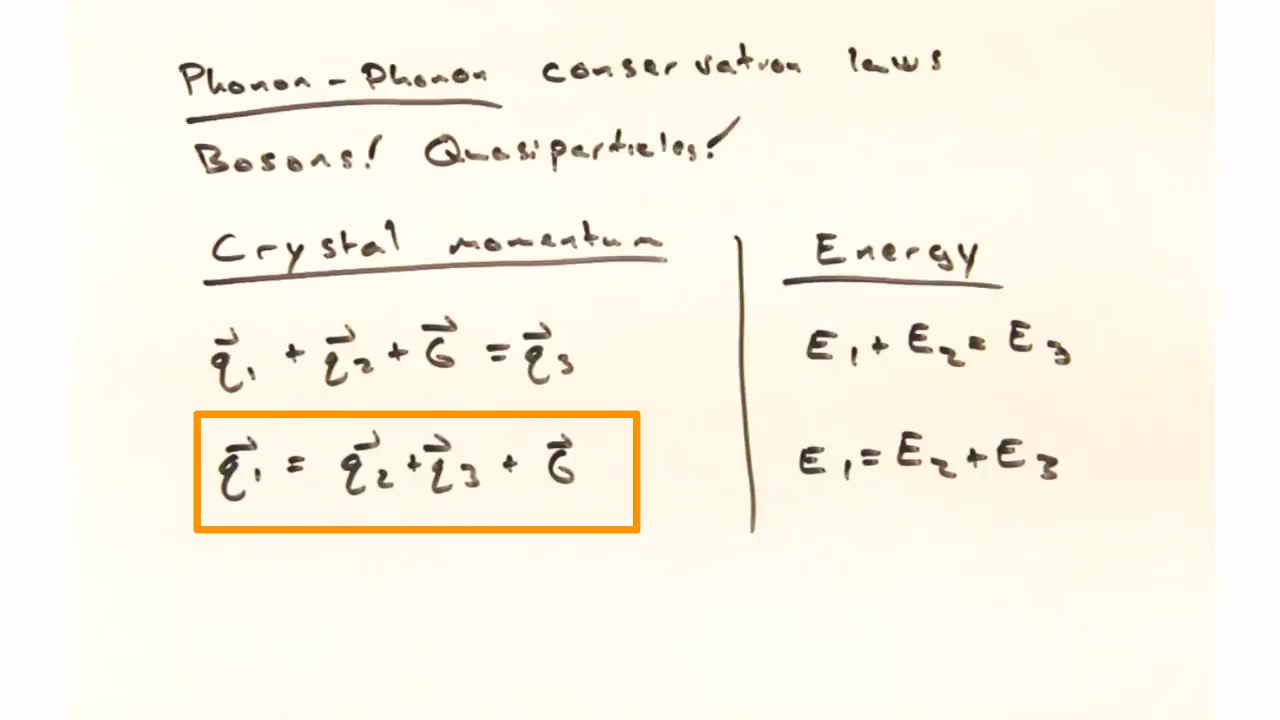 Phonon - Phonon conservation laws
Bosons! Quasiparticles!
Crystal momentum
Energy
q⃗₁ + q⃗₂ + G⃗ = q⃗₃
E₁ + E₂ = E₃
q⃗₁ = q⃗₂ + q⃗₃ + G⃗
E₁ = E₂ + E₃